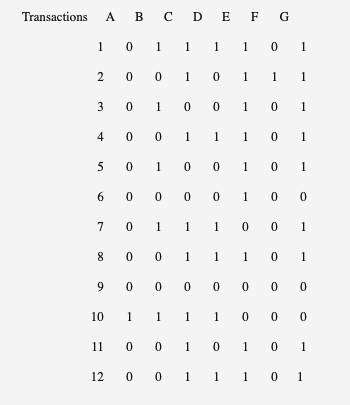 Transactions A B C D E F G
1 0 1 1 1 1 0 1
2 0 0 1 0 1 1 1
3 0 1 0 0 1 0 1
4 0 0 1 1 1 0 1
5 0 1 0 0 1 0 1
6 0 0 0 0 1 0 0
7 0 1 1 1 0 0 1
8 0 0 1 1 1 0 1
9 0 0 0 0 0 0 0
10 1 1 1 1 0 0 0
11 0 0 1 0 1 0 1
12 0 0 1 1 1 0 1